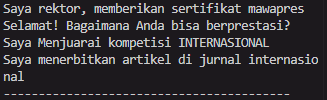 Saya rektor, memberikan sertifikat mawapres
Selamat! Bagaimana Anda bisa berprestasi?
Saya Menjuarai kompetisi INTERNASIONAL
Saya menerbitkan artikel di jurnal internasio
nal
-----------------------------------------